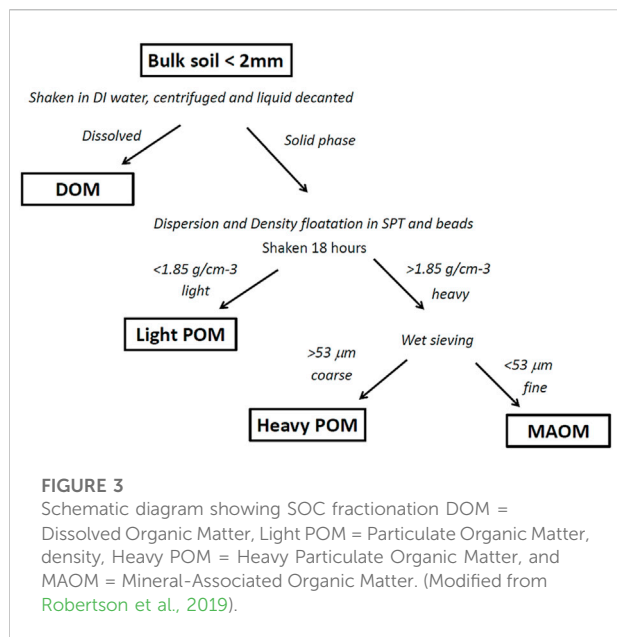 Bulk soil < 2mm
Shaken in DI water, centrifuged and liquid decanted
Dissolved
Solid phase
DOM
Dispersion and Density floatation in SPT and beads
Shaken 18 hours
<1.85 g/cm-3
light
>1.85 g/cm-3
heavy
Light POM
Wet sieving
>53 µm
coarse
<53 µm
fine
Heavy POM
MAOM
FIGURE 3
Schematic diagram showing SOC fractionation DOM =
Dissolved Organic Matter, Light POM = Particulate Organic Matter,
density, Heavy POM = Heavy Particulate Organic Matter, and
MAOM = Mineral-Associated Organic Matter. (Modified from
Robertson et al., 2019).